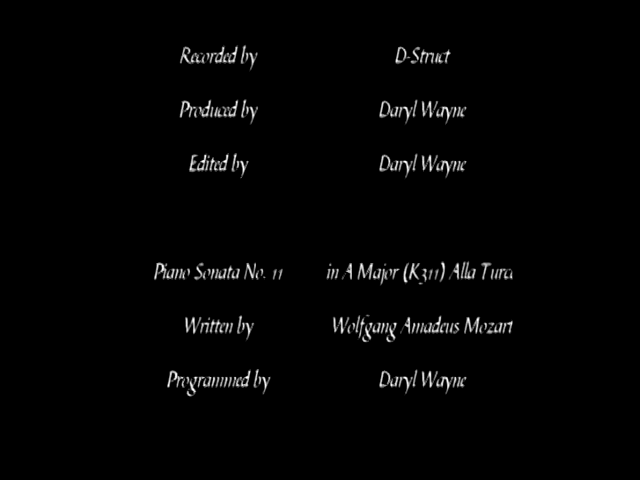 Recorded by D-Struct
Produced by Daryl Wayne
Edited by Daryl Wayne
Piano Sonata No. 11 in A Major (K311) Alla Turca
Written by Wolfgang Amadeus Mozart
Programmed by Daryl Wayne